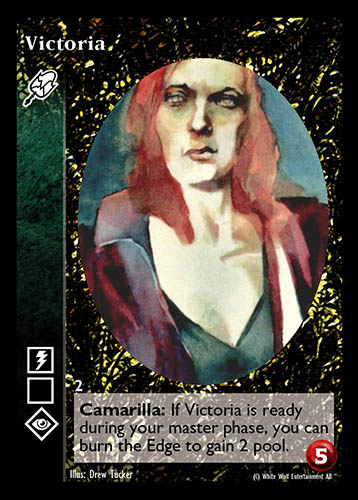 Victoria
2
Camarilla: If Victoria is ready
during your master phase, you can
burn the Edge to gain 2 pool.
5
Illus: Drew Tucker
(C) White Wolf Entertainment AB